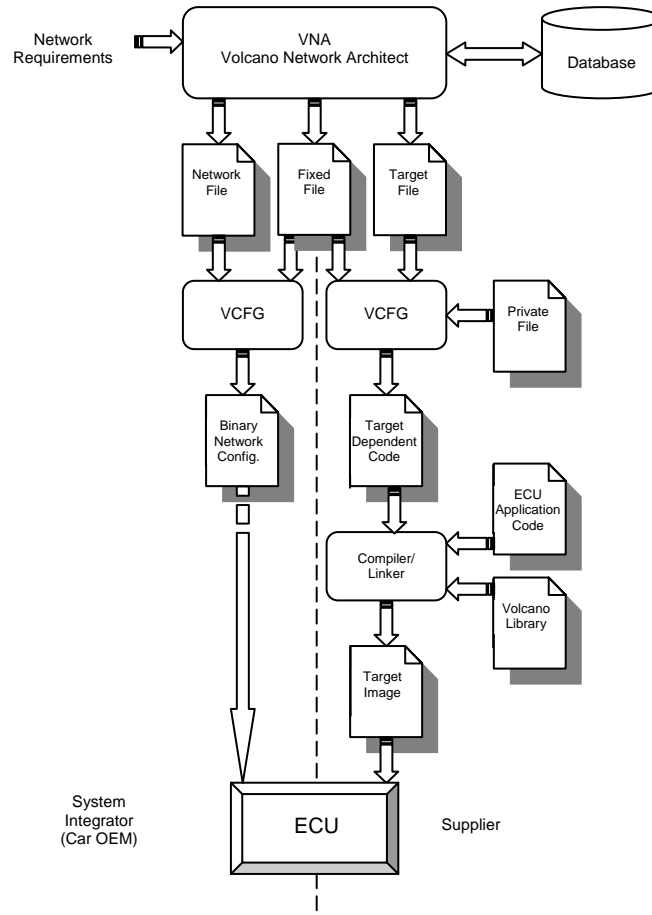 Network
Requirements
VNA
Volcano Network Architect
Database
Network
File
Fixed
File
Target
File
VCFG
VCFG
Private
File
Binary
Network
Config.
Target
Dependent
Code
ECU
Application
Code
Compiler/
Linker
Volcano
Library
Target
Image
System
Integrator
(Car OEM)
ECU
Supplier